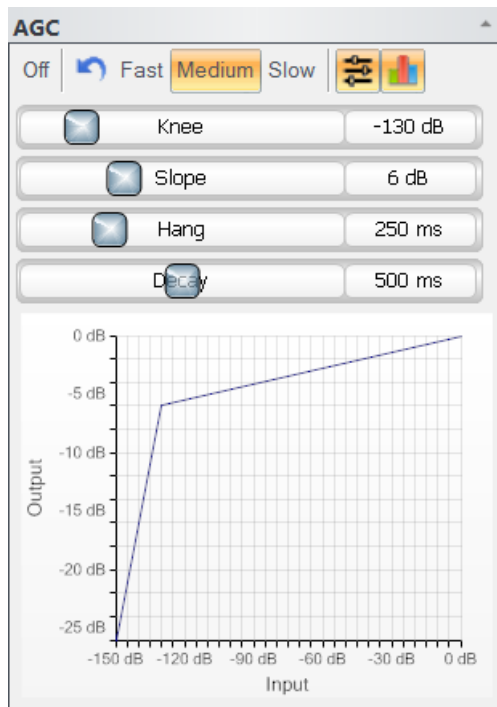 AGC
Off Fast Medium Slow
Knee -130 dB
Slope 6 dB
Hang 250 ms
Decay 500 ms
0 dB
-5 dB
-10 dB
-15 dB
-20 dB
-25 dB
Output
-150 dB -120 dB -90 dB -60 dB -30 dB 0 dB
Input